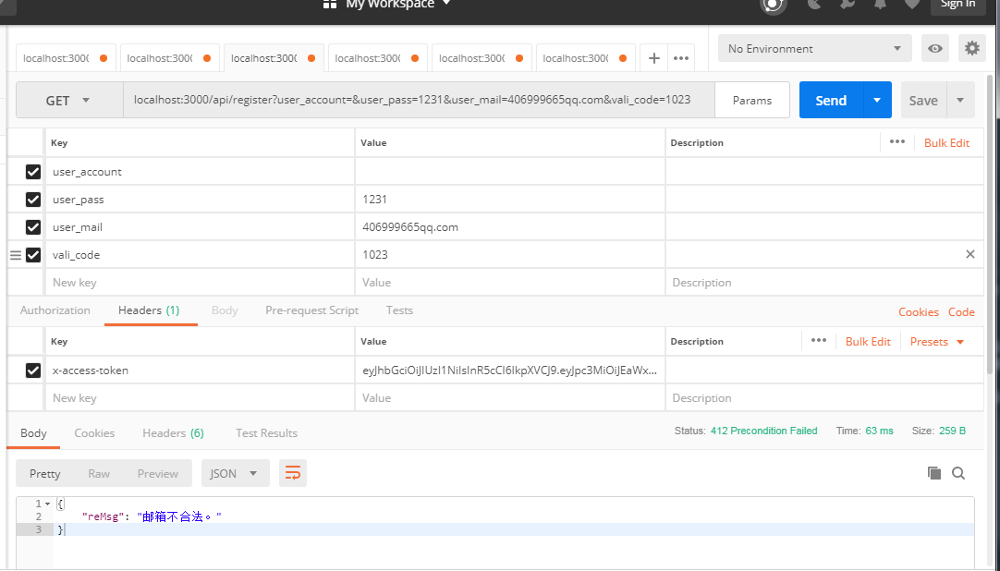 My Workspace
Sign In
localhost:3000 localhost:3000 localhost:3000 localhost:3000 localhost:3000 localhost:3000
No Environment
GET localhost:3000/api/register?user_account=&user_pass=1231&user_mail=406999665qq.com&vali_code=1023 Params Send Save
Key Value Description Bulk Edit
user_account
user_pass 1231
user_mail 406999665qq.com
vali_code 1023
New key Value Description
Authorization Headers (1) Body Pre-request Script Tests Cookies Code
Key Value Description Bulk Edit Presets
x-access-token eyJhbGciOiJIUzI1NiIsInR5cCI6IkpXVCJ9.eyJpc3MiOiJEaWx...
New key Value Description
Body Cookies Headers (6) Test Results Status: 412 Precondition Failed Time: 63 ms Size: 259 B
Pretty Raw Preview JSON
1 {
2 "reMsg": "邮箱不合法。"
3 }